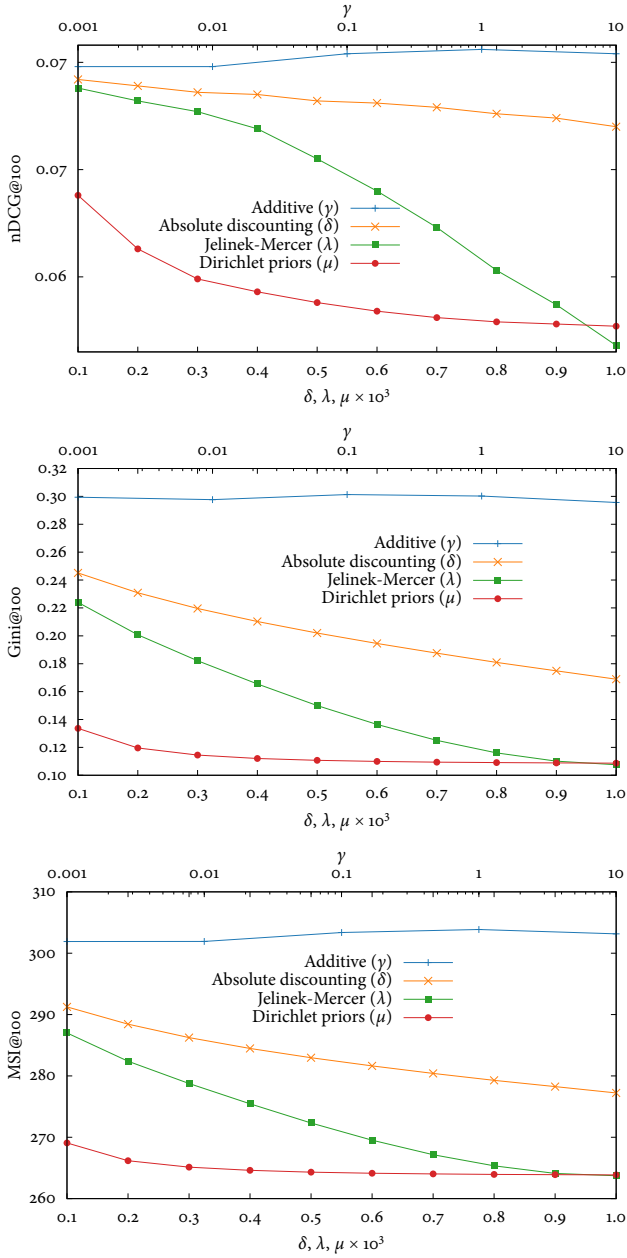 γ
0.001 0.01 0.1 1 10
0.07
0.07
0.06
nDCG@100
Additive (γ)
Absolute discounting (δ)
Jelinek-Mercer (λ)
Dirichlet priors (μ)
0.1 0.2 0.3 0.4 0.5 0.6 0.7 0.8 0.9 1.0
δ, λ, μ × 10³
γ
0.001 0.01 0.1 1 10
0.32
0.30
0.28
0.26
0.24
0.22
0.20
0.18
0.16
0.14
0.12
0.10
Gini@100
Additive (γ)
Absolute discounting (δ)
Jelinek-Mercer (λ)
Dirichlet priors (μ)
0.1 0.2 0.3 0.4 0.5 0.6 0.7 0.8 0.9 1.0
δ, λ, μ × 10³
γ
0.001 0.01 0.1 1 10
310
300
290
280
270
260
MSI@100
Additive (γ)
Absolute discounting (δ)
Jelinek-Mercer (λ)
Dirichlet priors (μ)
0.1 0.2 0.3 0.4 0.5 0.6 0.7 0.8 0.9 1.0
δ, λ, μ × 10³